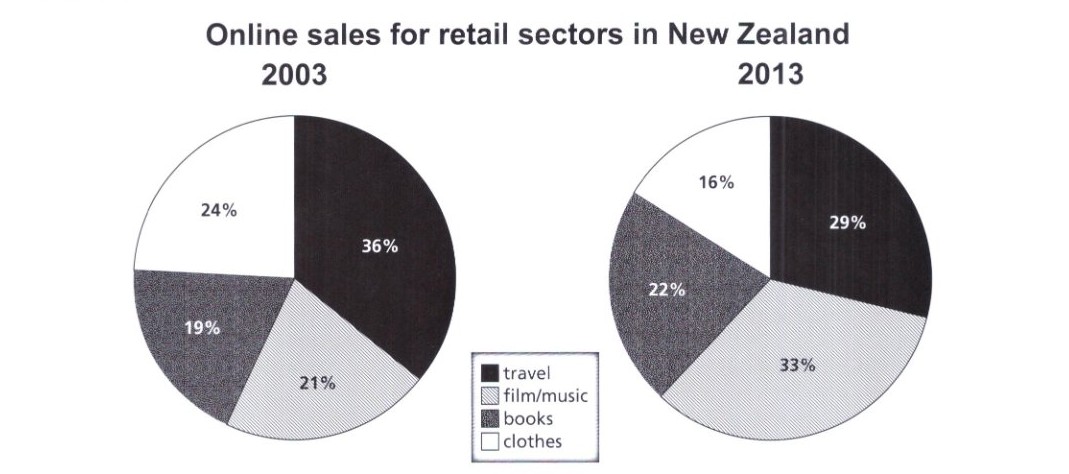 Online sales for retail sectors in New Zealand
2003
2013
24%
36%
19%
21%
16%
29%
22%
33%
travel
film/music
books
clothes